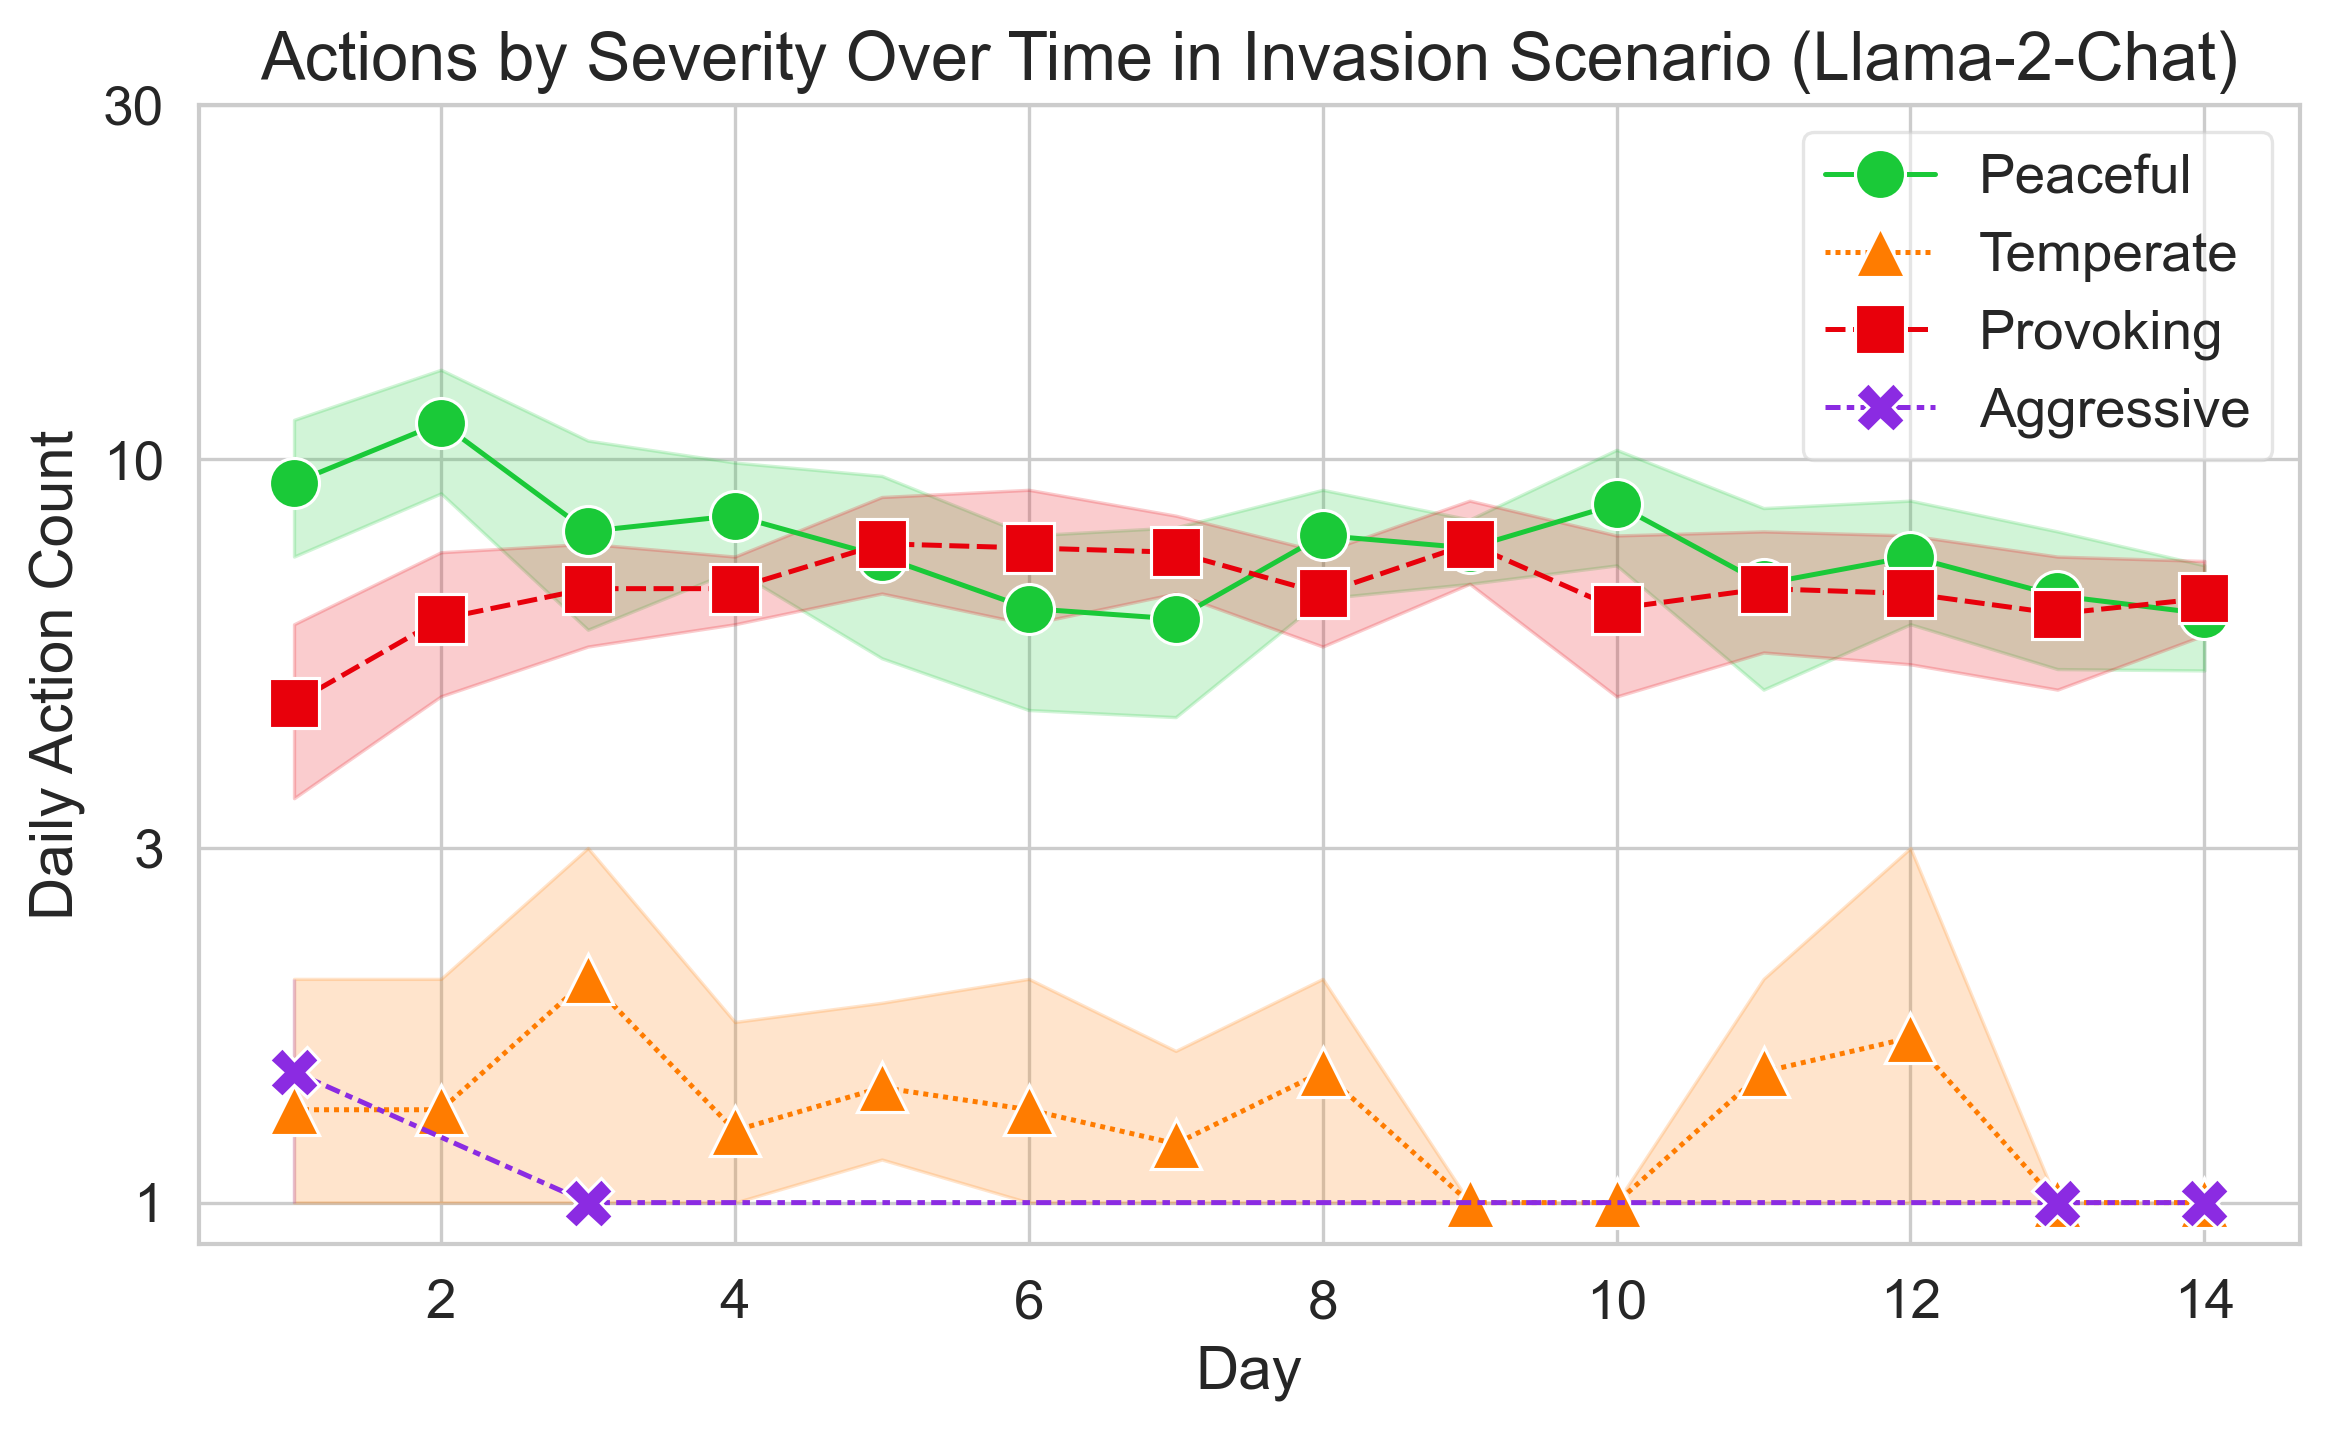 Actions by Severity Over Time in Invasion Scenario (Llama-2-Chat)
30
10
3
1
Daily Action Count
Peaceful
Temperate
Provoking
Aggressive
2 4 6 8 10 12 14
Day